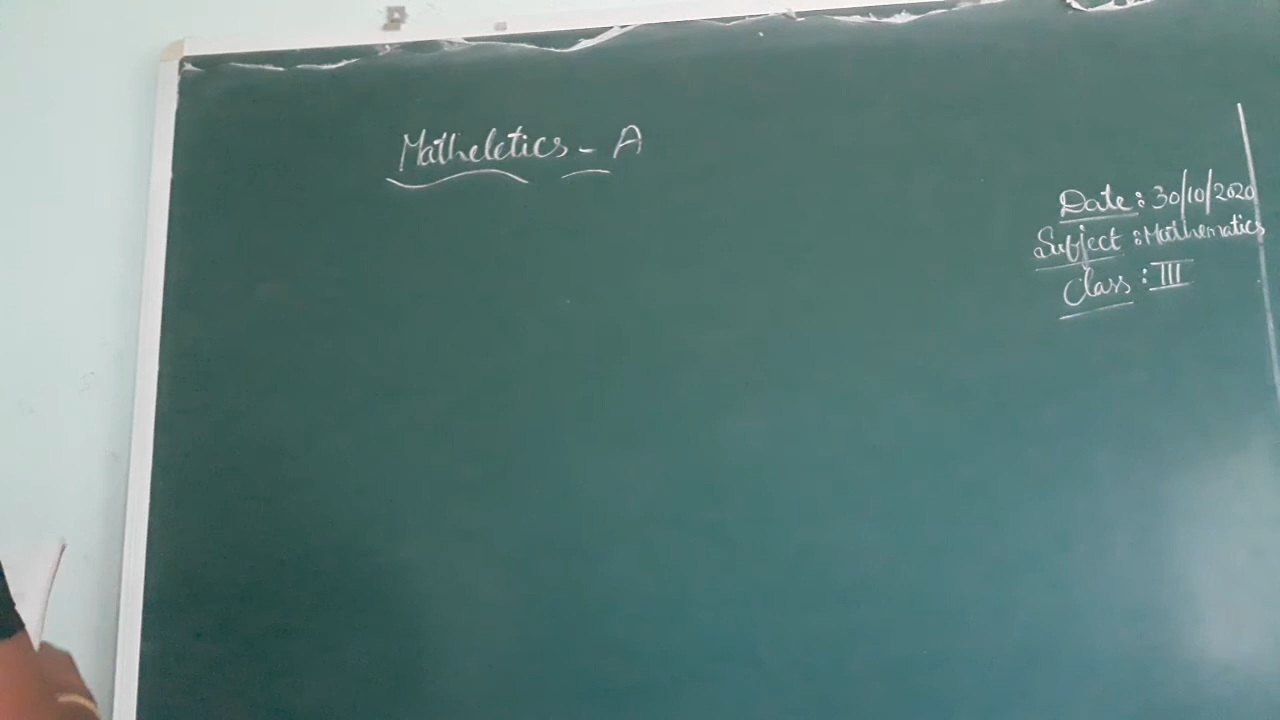 Matheletics - A
Date : 30/10/2020
Subject : Mathematics
Class : III